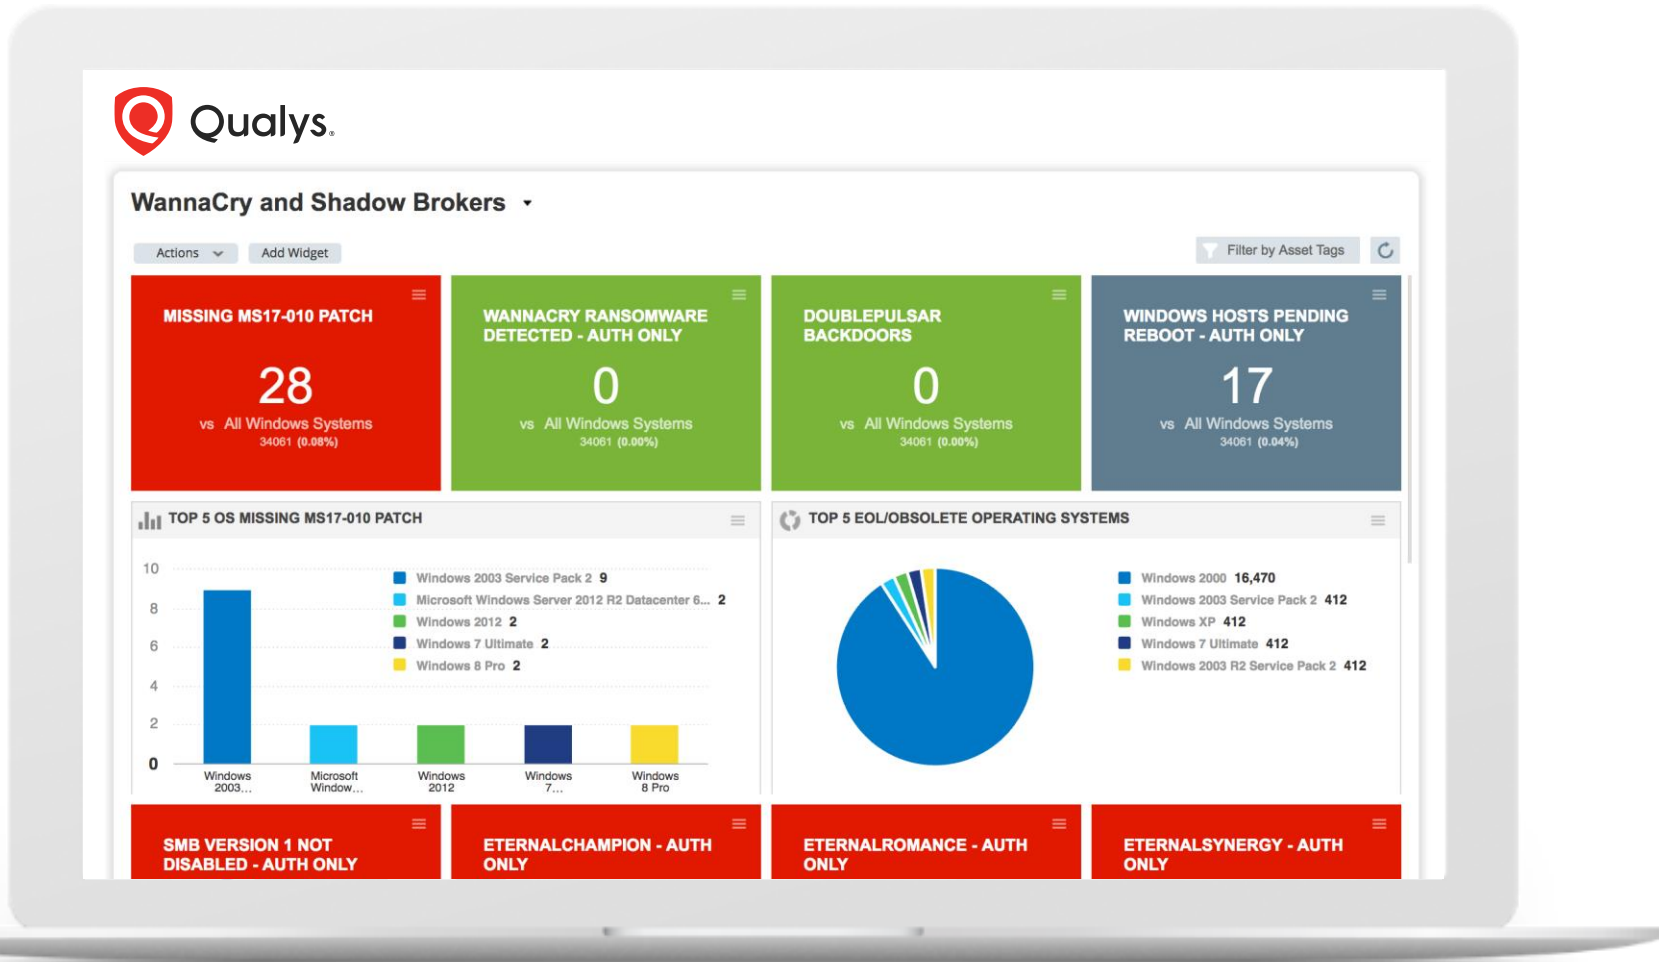 Qualys.
WannaCry and Shadow Brokers
Actions
Add Widget
Filter by Asset Tags
MISSING MS17-010 PATCH
28
vs All Windows Systems
34061 (0.08%)
WANNACRY RANSOMWARE
DETECTED - AUTH ONLY
0
vs All Windows Systems
34061 (0.00%)
DOUBLEPULSAR
BACKDOORS
0
vs All Windows Systems
34061 (0.00%)
WINDOWS HOSTS PENDING
REBOOT - AUTH ONLY
17
vs All Windows Systems
34061 (0.04%)
TOP 5 OS MISSING MS17-010 PATCH
10
8
6
4
2
0
Windows 2003 Service Pack 2 9
Microsoft Windows Server 2012 R2 Datacenter 6... 2
Windows 2012 2
Windows 7 Ultimate 2
Windows 8 Pro 2
Windows
2003...
Microsoft
Window...
Windows
2012
Windows
7...
Windows
8 Pro
TOP 5 EOL/OBSOLETE OPERATING SYSTEMS
Windows 2000 16,470
Windows 2003 Service Pack 2 412
Windows XP 412
Windows 7 Ultimate 412
Windows 2003 R2 Service Pack 2 412
SMB VERSION 1 NOT
DISABLED - AUTH ONLY
ETERNALCHAMPION - AUTH
ONLY
ETERNALROMANCE - AUTH
ONLY
ETERNALSYNERGY - AUTH
ONLY